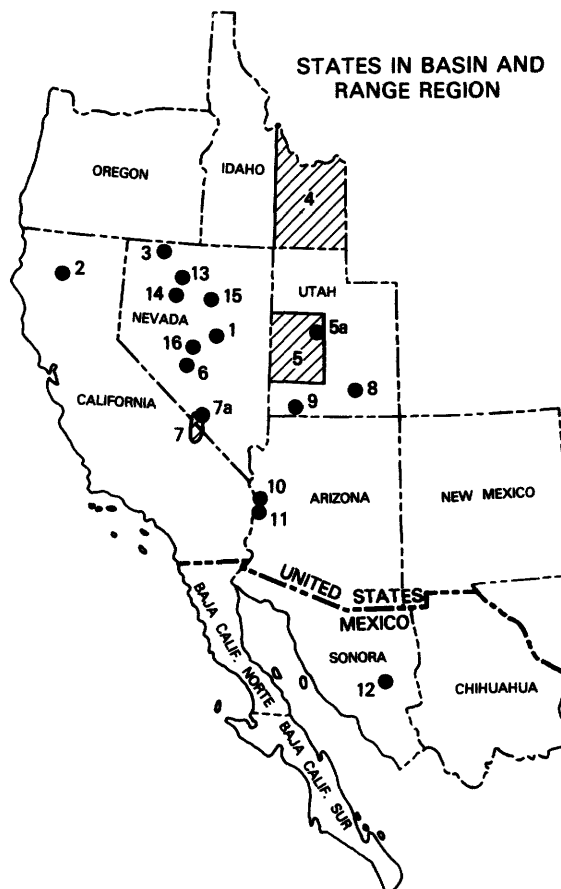 STATES IN BASIN AND
RANGE REGION
OREGON
IDAHO
4
3
2
13
14
15
UTAH
NEVADA
5a
1
16
5
6
8
CALIFORNIA
7a
9
7
10
ARIZONA
NEW MEXICO
11
UNITED STATES
MEXICO
BAJA CALIF. NORTE
SONORA
12
CHIHUAHUA
BAJA CALIF. SUR